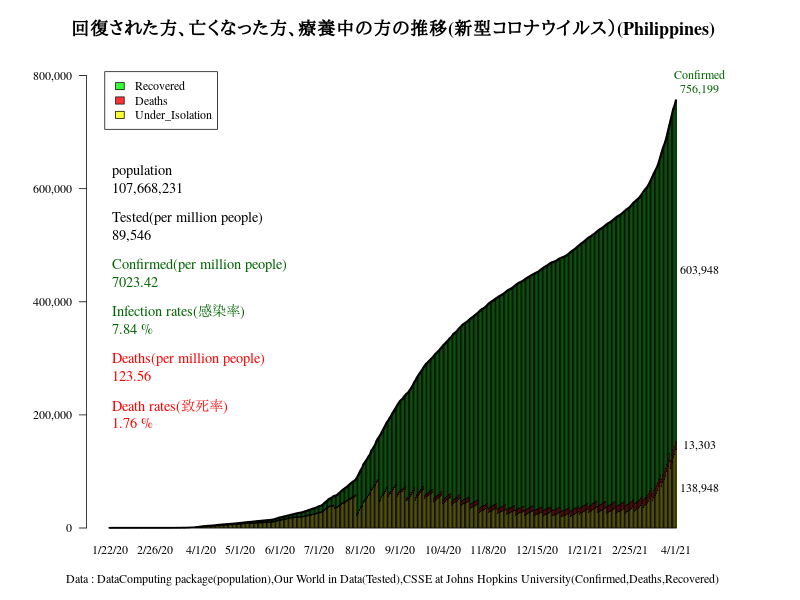 回復された方、亡くなった方、療養中の方の推移(新型コロナウイルス）(Philippines)
Confirmed
756,199
800,000
600,000
400,000
200,000
0
Recovered
Deaths
Under_Isolation
population
107,668,231
Tested(per million people)
89,546
Confirmed(per million people)
7023.42
Infection rates(感染率)
7.84 %
Deaths(per million people)
123.56
Death rates(致死率)
1.76 %
603,948
13,303
138,948
1/22/20 2/26/20 4/1/20 5/1/20 6/1/20 7/1/20 8/1/20 9/1/20 10/4/20 11/8/20 12/15/20 1/21/21 2/25/21 4/1/21
Data : DataComputing package(population),Our World in Data(Tested),CSSE at Johns Hopkins University(Confirmed,Deaths,Recovered)